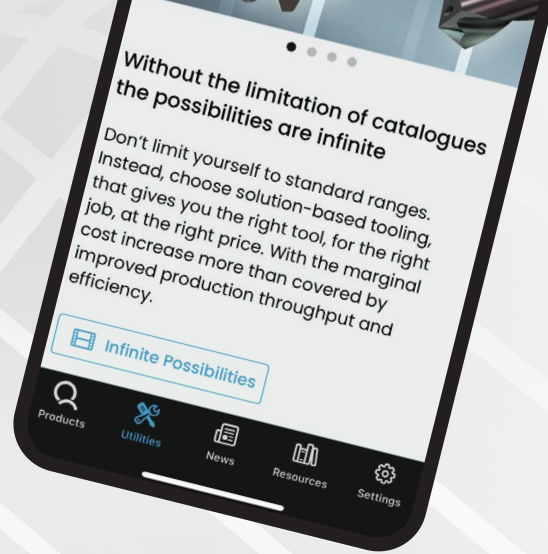 Without the limitation of catalogues
the possibilities are infinite
Don't limit yourself to standard ranges.
Instead, choose solution-based tooling,
that gives you the right tool, for the right
job, at the right price. With the marginal
cost increase more than covered by
improved production throughput and
efficiency.
Infinite Possibilities
Products
Utilities
News
Resources
Settings